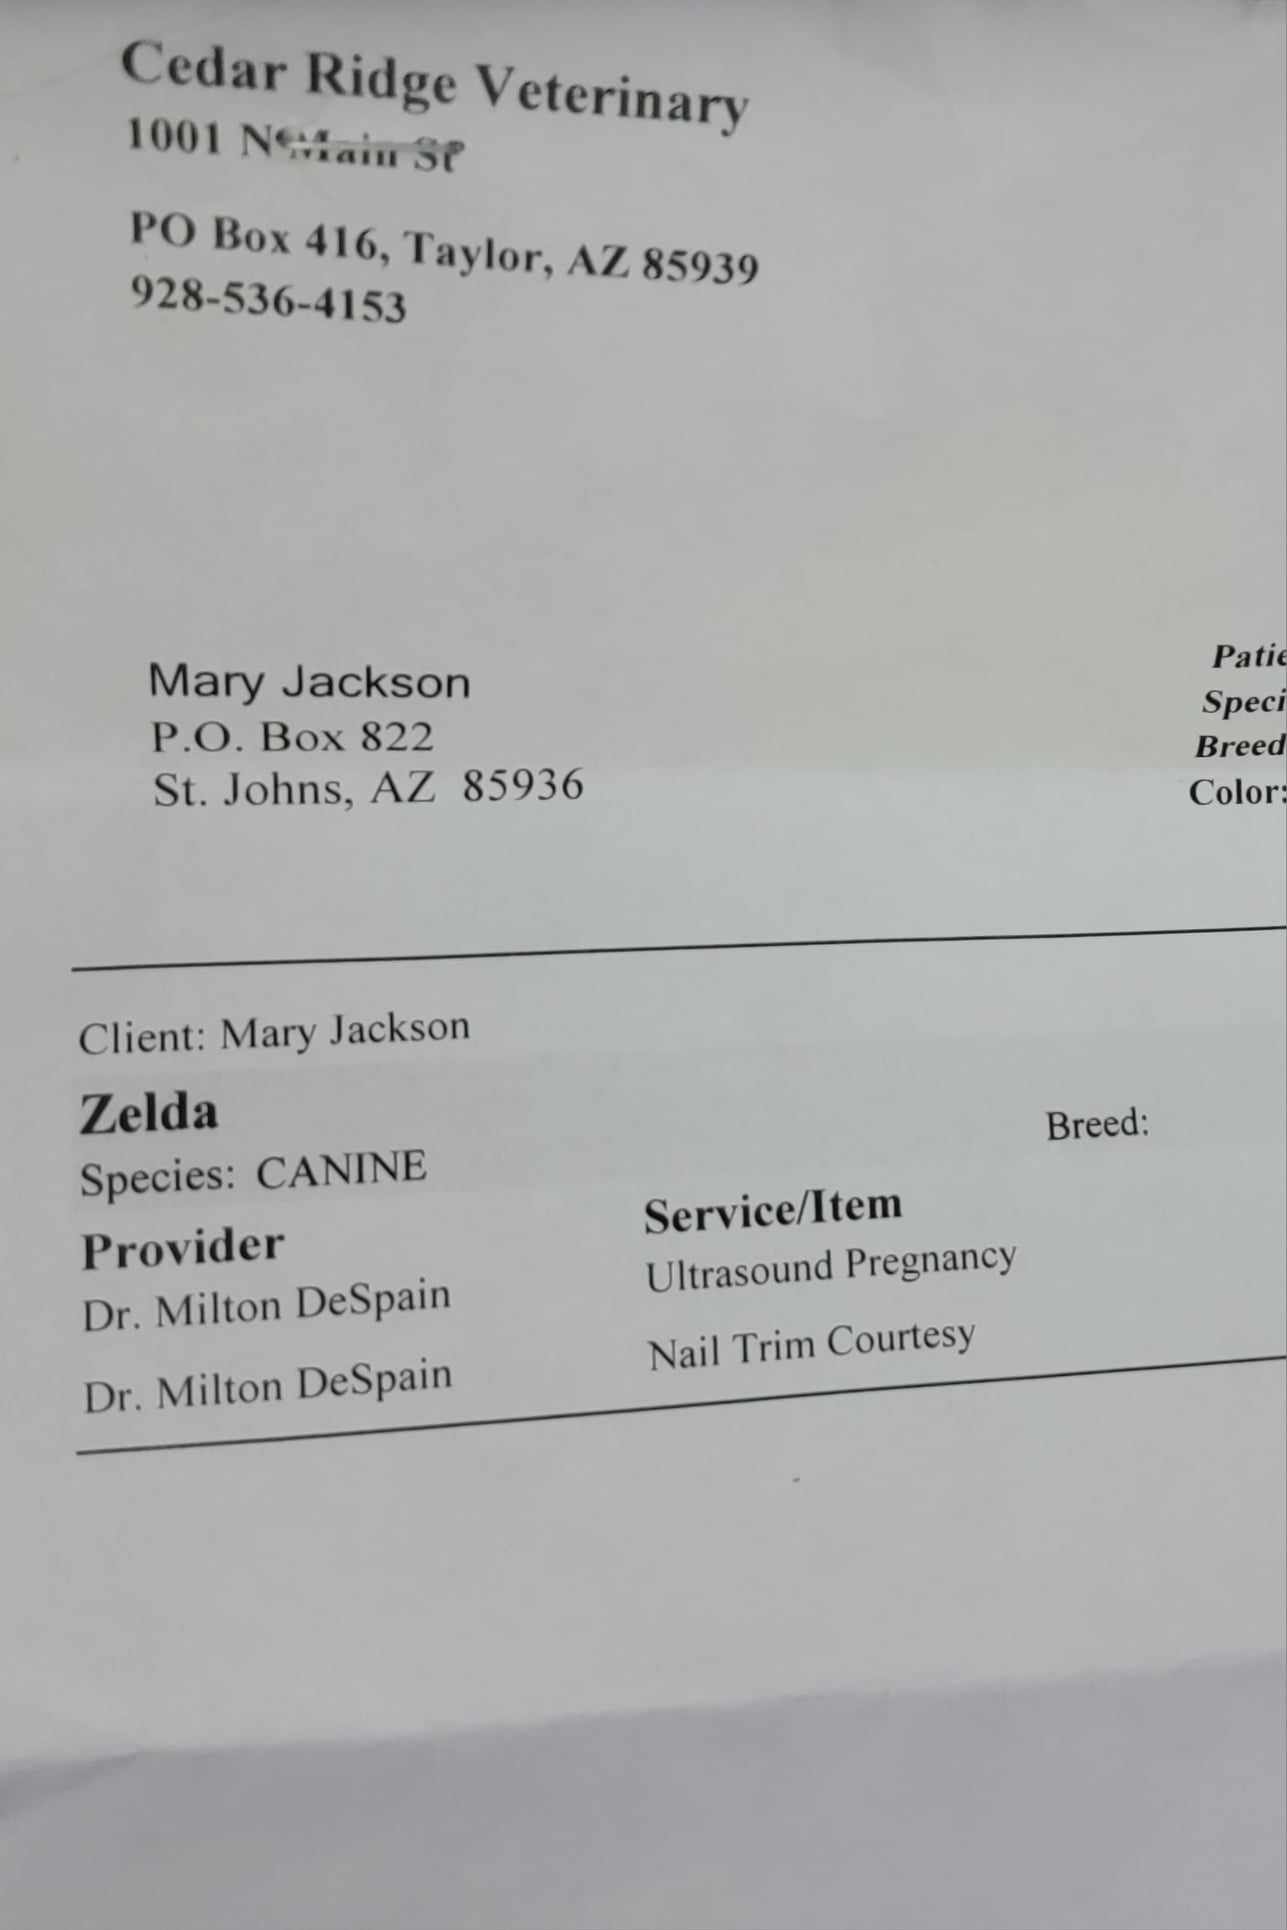 Cedar Ridge Veterinary
1001 N Main St
PO Box 416, Taylor, AZ 85939
928-536-4153
Mary Jackson
P.O. Box 822
St. Johns, AZ 85936
Patie
Speci
Breed
Color:
Client: Mary Jackson
Zelda
Species: CANINE
Breed:
Provider
Service/Item
Dr. Milton DeSpain
Ultrasound Pregnancy
Dr. Milton DeSpain
Nail Trim Courtesy